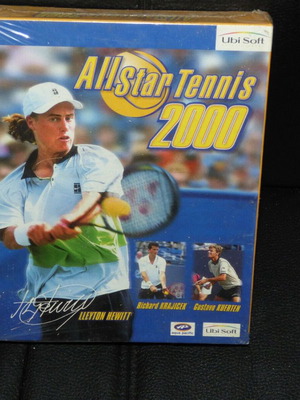 Ubi Soft
All Star Tennis
2000
LLEYTON HEWITT
Richard KRAJICEK
Gustavo KUERTEN
Ubi Soft